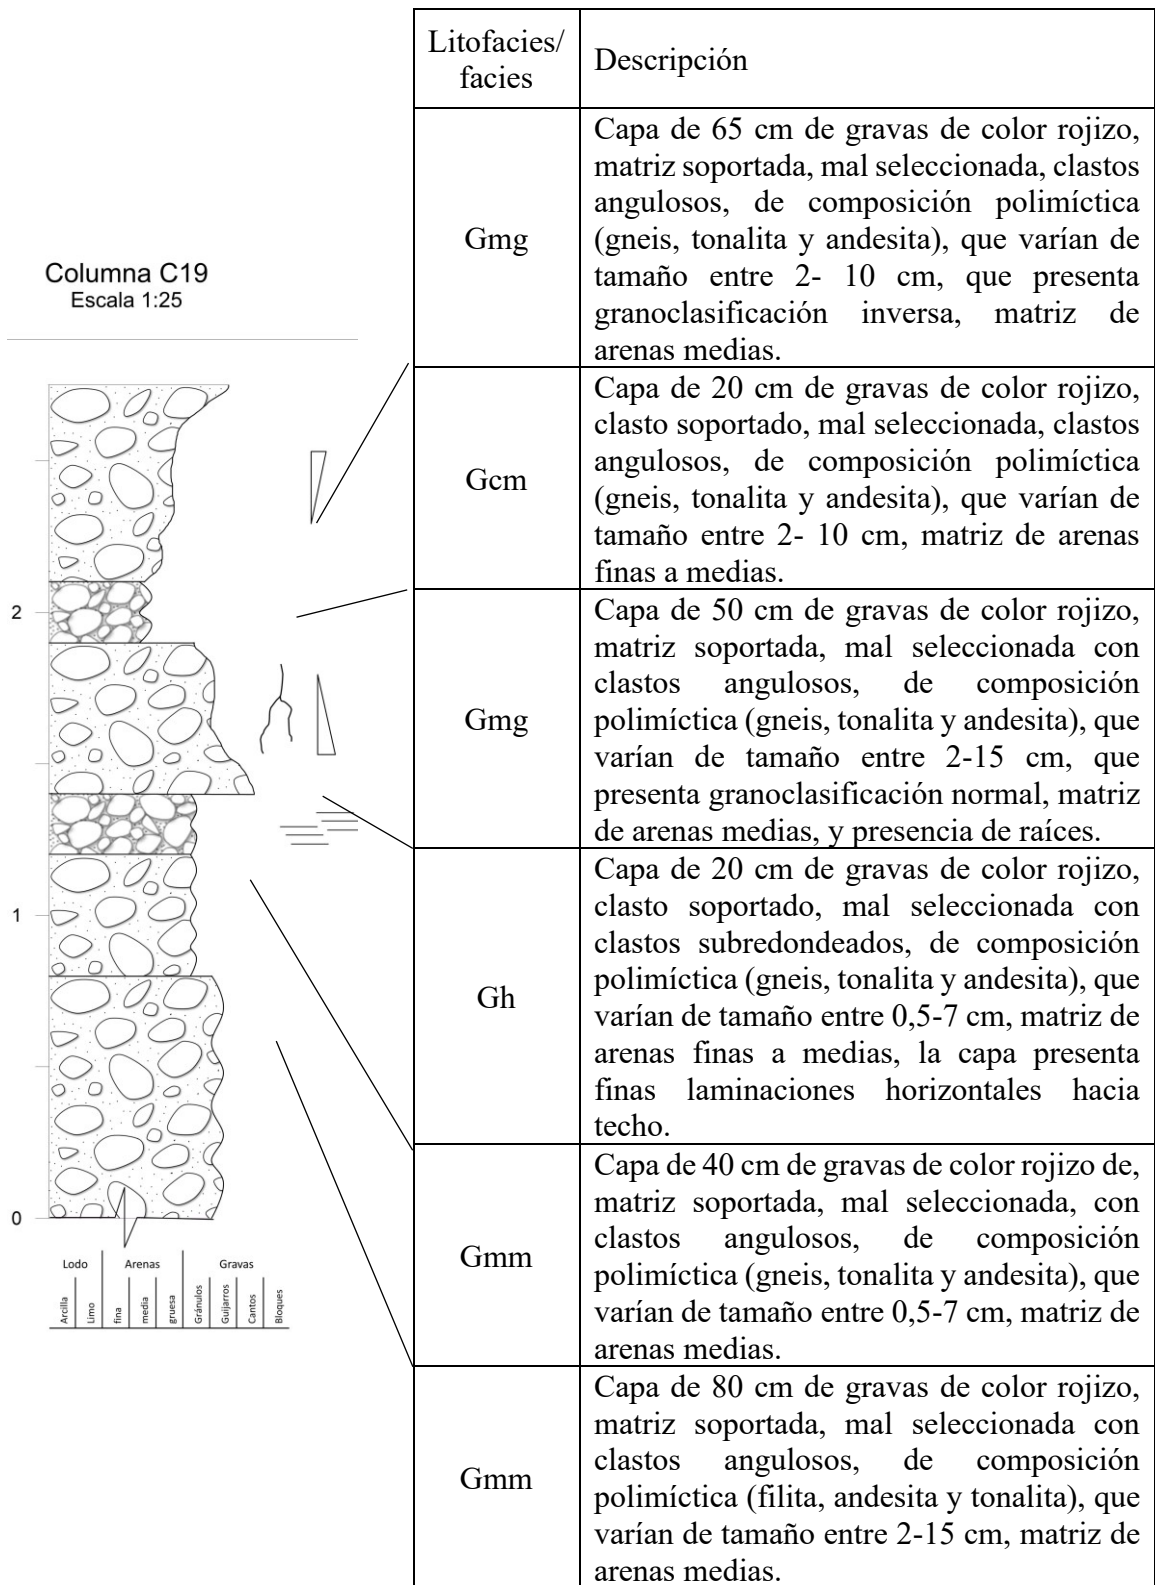 Columna C19
Escala 1:25
2
1
0
Lodo Arenas Gravas
Arcilla
Limo
fina
media
gruesa
Gránulos
Guijarros
Cantos
Bloques
Litofacies/
facies
Descripción
Gmg
Capa de 65 cm de gravas de color rojizo,
matriz soportada, mal seleccionada, clastos
angulosos, de composición polimíctica
(gneis, tonalita y andesita), que varían de
tamaño entre 2- 10 cm, que presenta
granoclasificación inversa, matriz de
arenas medias.
Gcm
Capa de 20 cm de gravas de color rojizo,
clasto soportado, mal seleccionada, clastos
angulosos, de composición polimíctica
(gneis, tonalita y andesita), que varían de
tamaño entre 2- 10 cm, matriz de arenas
finas a medias.
Gmg
Capa de 50 cm de gravas de color rojizo,
matriz soportada, mal seleccionada con
clastos angulosos, de composición
polimíctica (gneis, tonalita y andesita), que
varían de tamaño entre 2-15 cm, que
presenta granoclasificación normal, matriz
de arenas medias, y presencia de raíces.
Gh
Capa de 20 cm de gravas de color rojizo,
clasto soportado, mal seleccionada con
clastos subredondeados, de composición
polimíctica (gneis, tonalita y andesita), que
varían de tamaño entre 0,5-7 cm, matriz de
arenas finas a medias, la capa presenta
finas laminaciones horizontales hacia
techo.
Gmm
Capa de 40 cm de gravas de color rojizo de,
matriz soportada, mal seleccionada, con
clastos angulosos, de composición
polimíctica (gneis, tonalita y andesita), que
varían de tamaño entre 0,5-7 cm, matriz de
arenas medias.
Gmm
Capa de 80 cm de gravas de color rojizo,
matriz soportada, mal seleccionada con
clastos angulosos, de composición
polimíctica (filita, andesita y tonalita), que
varían de tamaño entre 2-15 cm, matriz de
arenas medias.